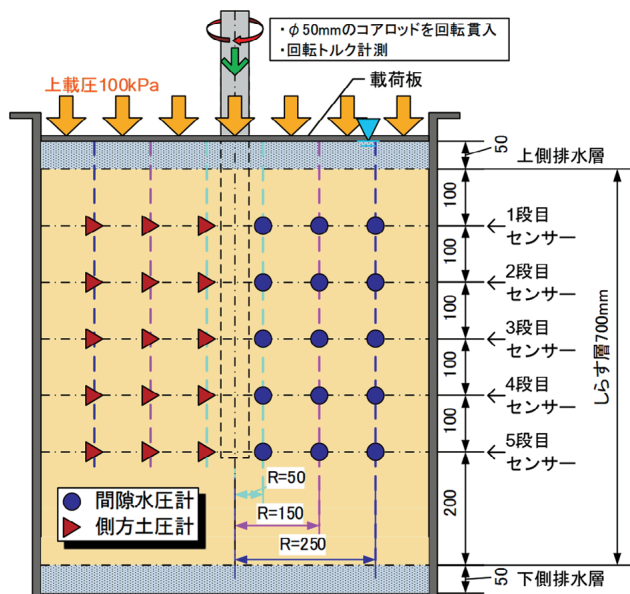 ・φ50mmのコアロッドを回転貫入
・回転トルク計測
上載圧100kPa
載荷板
50
上側排水層
100
1段目
センサー
100
2段目
センサー
100
3段目
センサー
100
4段目
センサー
100
5段目
センサー
しらす層700mm
200
R=50
R=150
R=250
間隙水圧計
側方土圧計
50
下側排水層